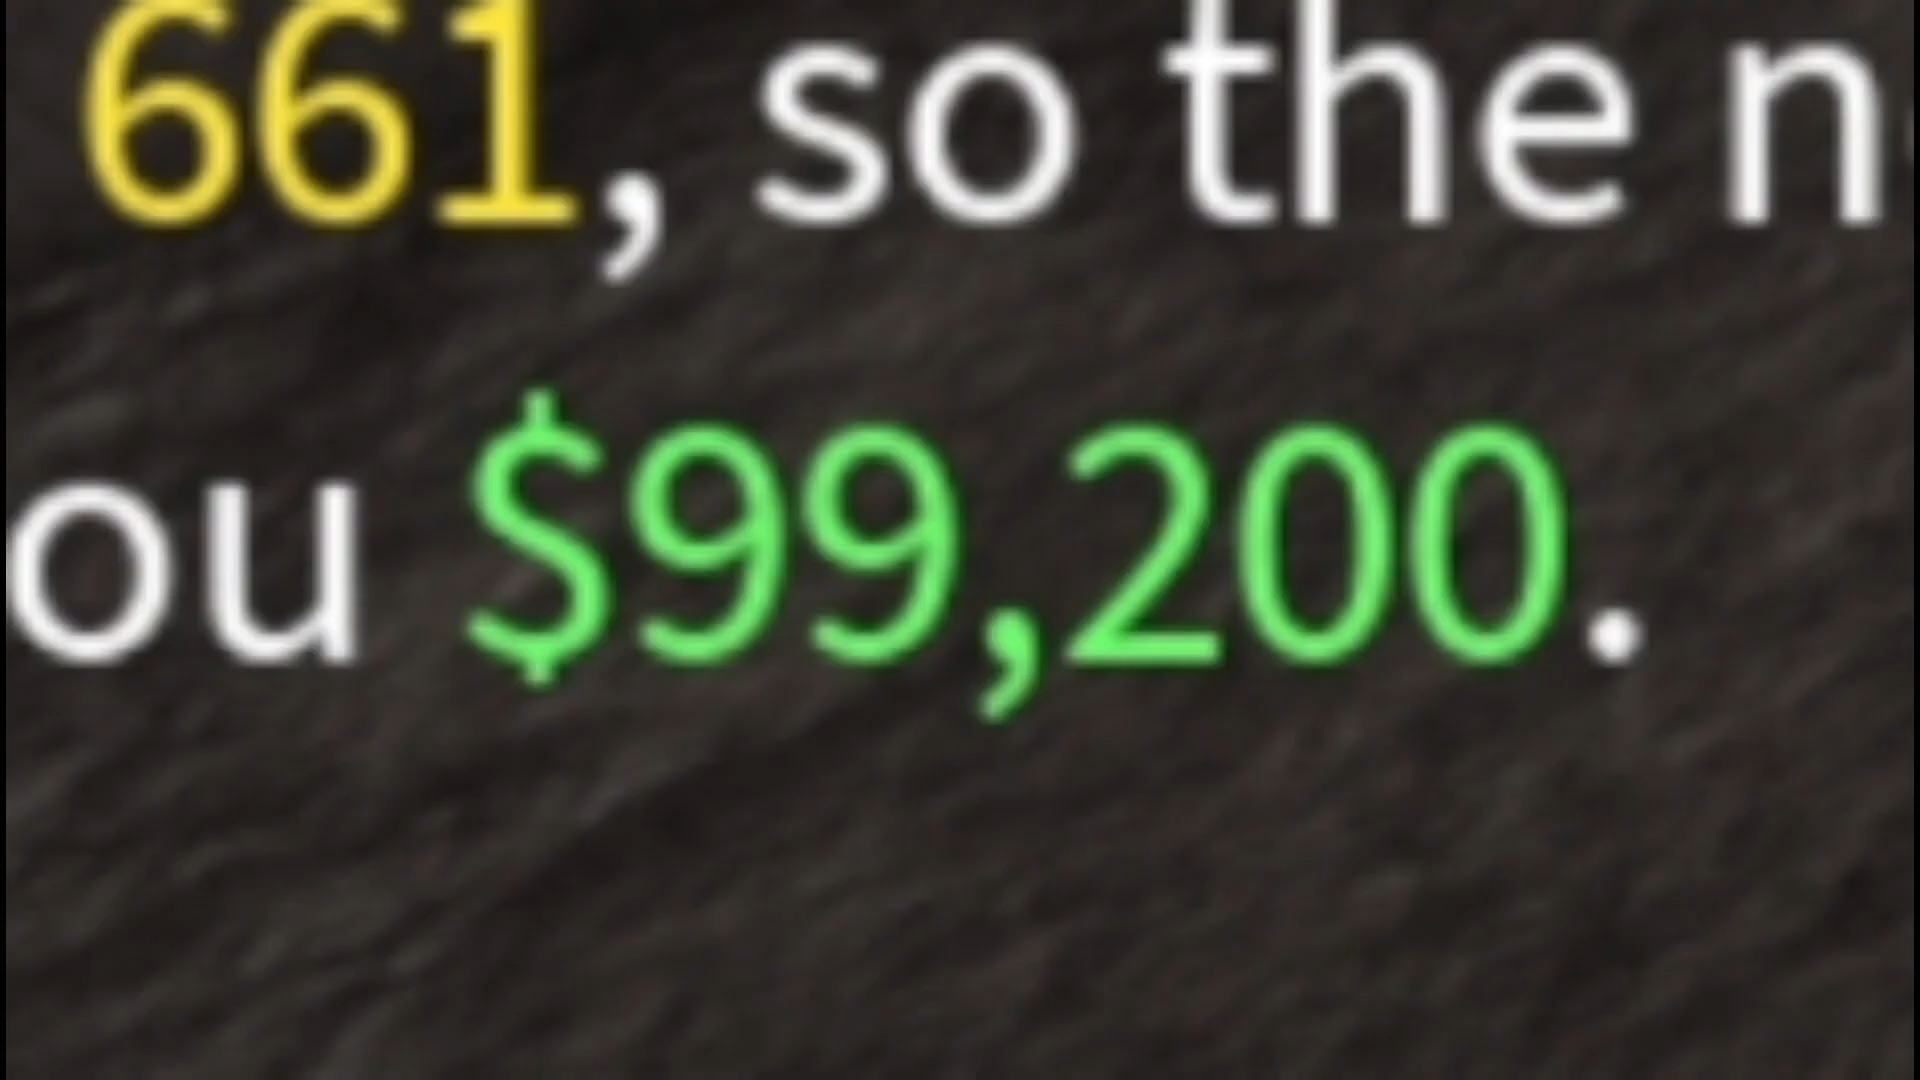 661, so the n
ou $99,200.